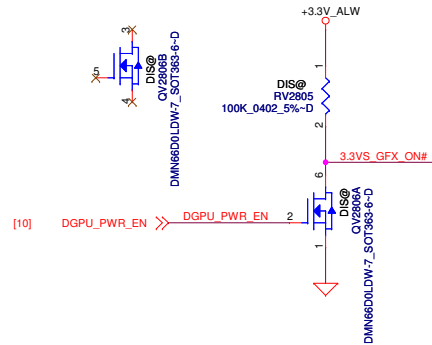 +3.3V_ALW
3
5
4
DIS@
QV2806B
DMN66D0LDW-7_SOT363-6~D
1
DIS@
RV2805
100K_0402_5%~D
2
3.3VS_GFX_ON#
6
[10]
DGPU_PWR_EN
DGPU_PWR_EN
2
1
DIS@
QV2806A
DMN66D0LDW-7_SOT363-6~D